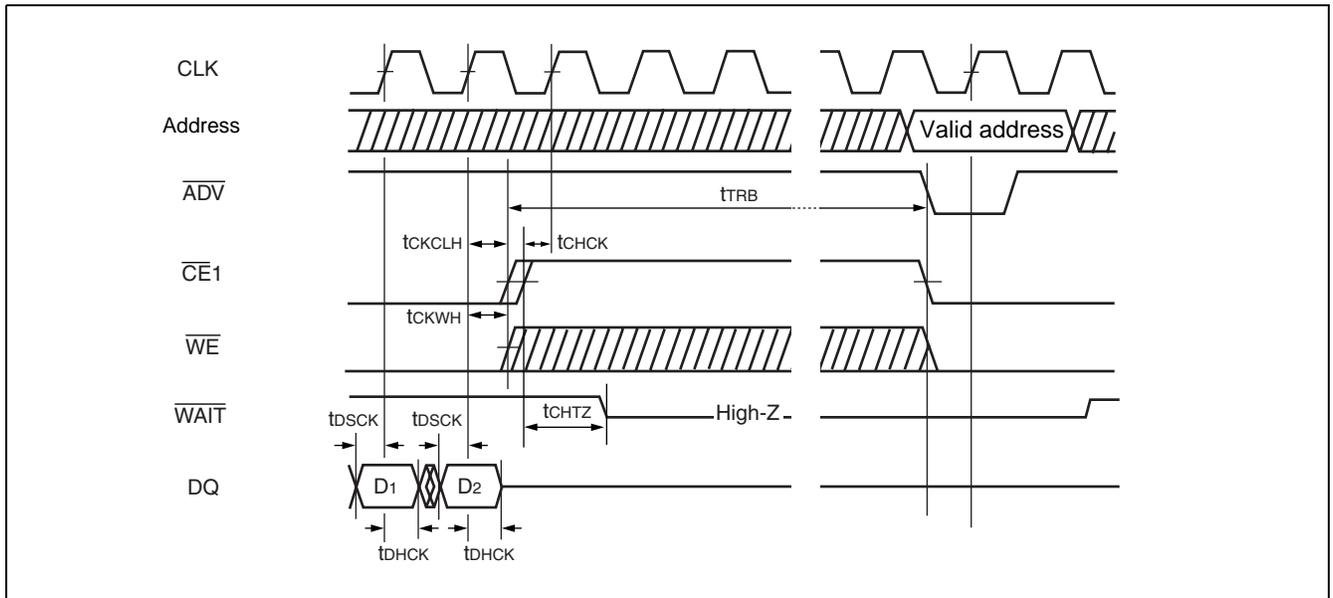 CLK
Address
Valid address
ADV
tTRB
tCKCLH
tCHCK
CE1
tCKWH
WE
WAIT
tCHTZ
High-Z
tDSCK
tDSCK
DQ
D1
D2
tDHCK
tDHCK